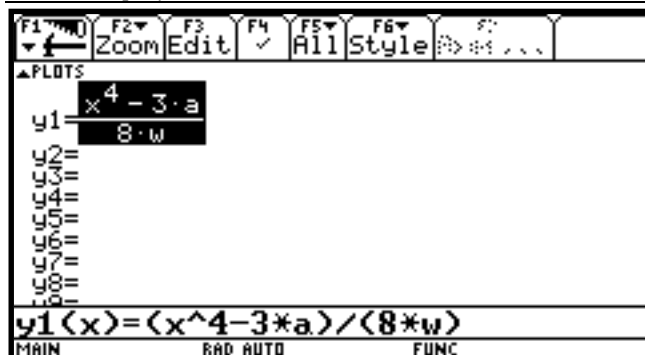 F1 F2 Zoom F3 Edit F4 ✓ F5 All F6 Style F7
PLOTS
y1=(x^4-3·a)/(8·w)
y2=
y3=
y4=
y5=
y6=
y7=
y8=
y1(x)=(x^4-3*a)/(8*w)
MAIN RAD AUTO FUNC